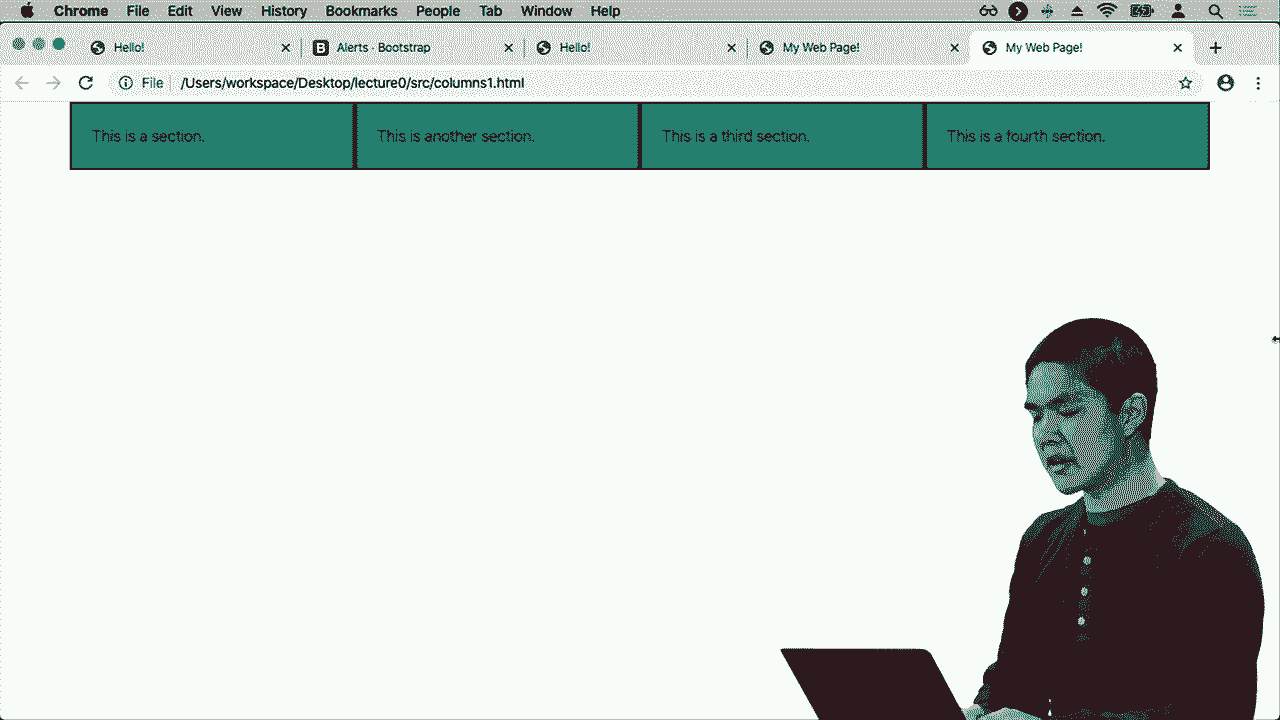 Chrome File Edit View History Bookmarks People Tab Window Help
Hello! B Alerts · Bootstrap Hello! My Web Page! My Web Page!
File /Users/workspace/Desktop/lecture0/src/columns1.html
This is a section. This is another section. This is a third section. This is a fourth section.